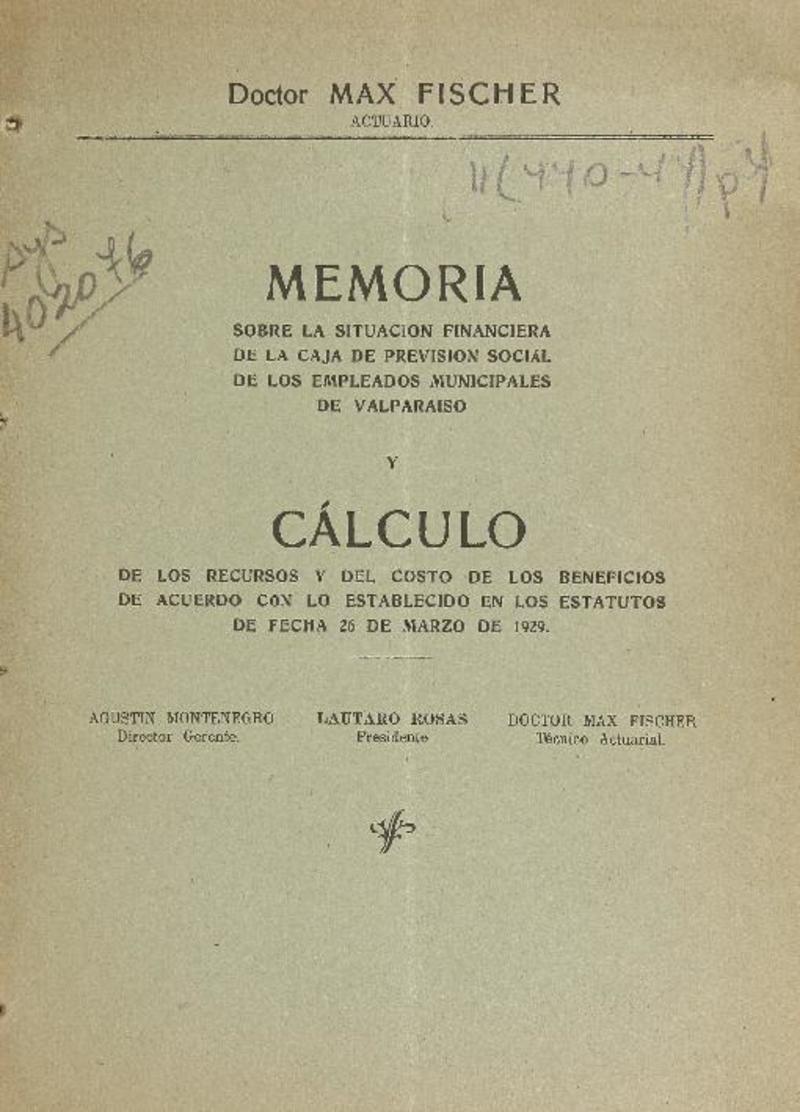 Doctor MAX FISCHER
ACTUARIO.
MEMORIA
SOBRE LA SITUACION FINANCIERA
DE LA CAJA DE PREVISION SOCIAL
DE LOS EMPLEADOS MUNICIPALES
DE VALPARAISO
Y
CÁLCULO
DE LOS RECURSOS Y DEL COSTO DE LOS BENEFICIOS
DE ACUERDO CON LO ESTABLECIDO EN LOS ESTATUTOS
DE FECHA 26 DE MARZO DE 1929.
AGUSTIN MONTENEGRO LAUTARO ROSAS DOCTOR MAX FISCHER
Director Gerente. Presidente Técnico Actuarial.